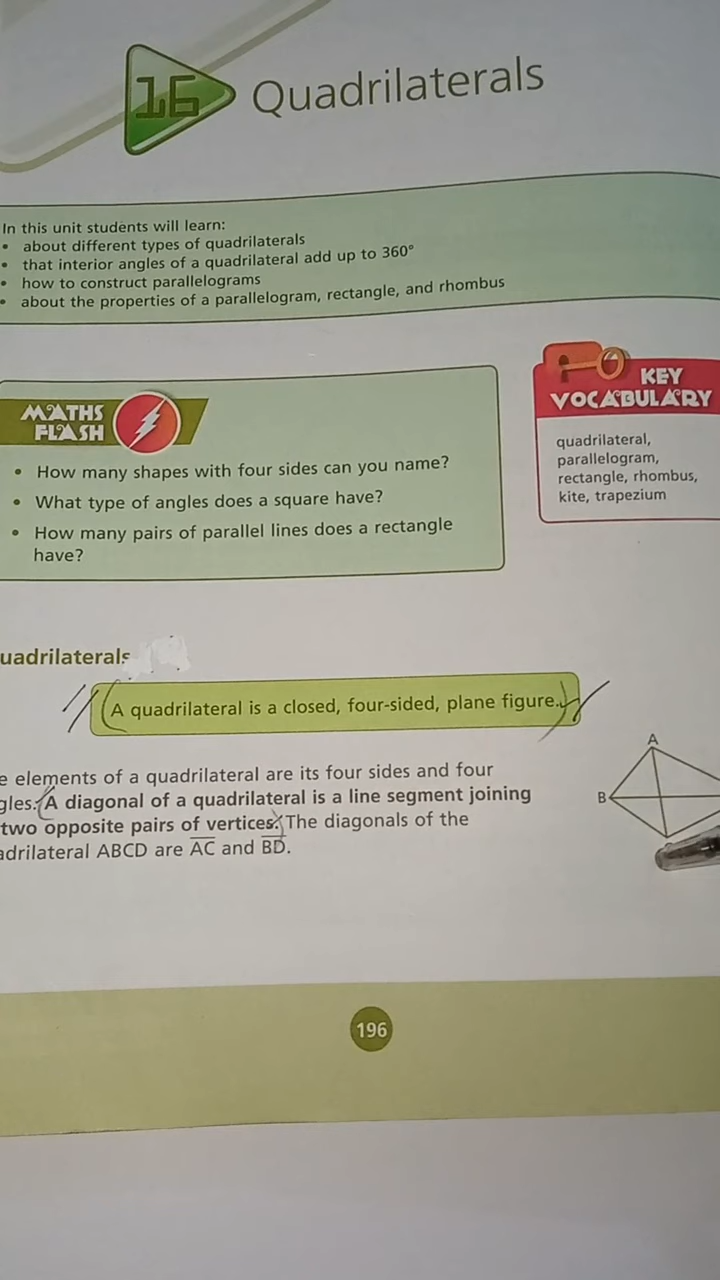 16 Quadrilaterals
In this unit students will learn:
• about different types of quadrilaterals
• that interior angles of a quadrilateral add up to 360°
• how to construct parallelograms
• about the properties of a parallelogram, rectangle, and rhombus
MATHS
FLASH
• How many shapes with four sides can you name?
• What type of angles does a square have?
• How many pairs of parallel lines does a rectangle
have?
KEY
VOCABULARY
quadrilateral,
parallelogram,
rectangle, rhombus,
kite, trapezium
uadrilaterals
A quadrilateral is a closed, four-sided, plane figure.
e elements of a quadrilateral are its four sides and four
gles. A diagonal of a quadrilateral is a line segment joining
two opposite pairs of vertices. The diagonals of the
adrilateral ABCD are AC and BD.
A
B
196